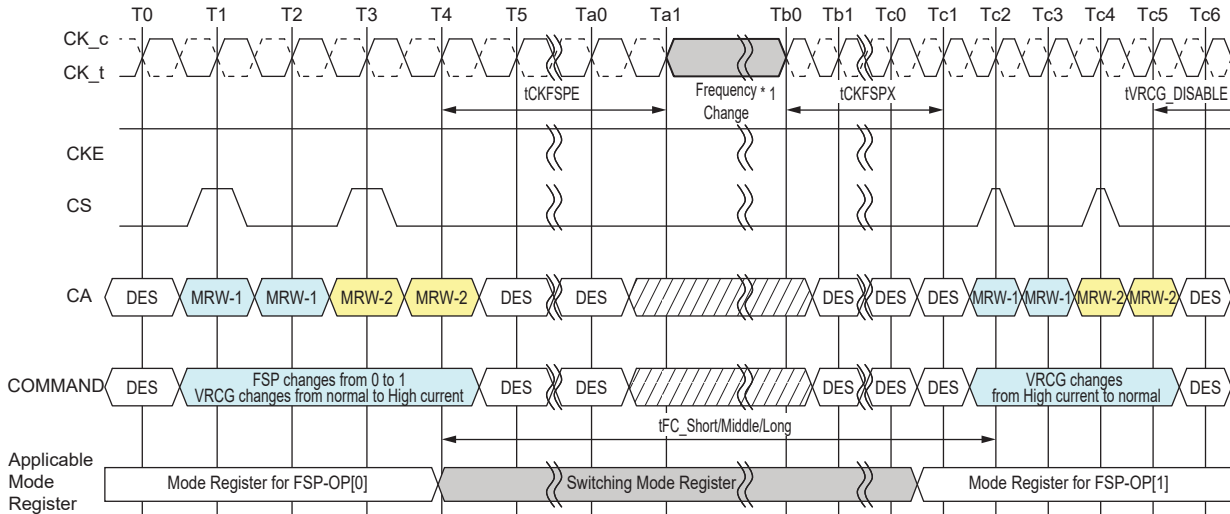 T0 T1 T2 T3 T4 T5 Ta0 Ta1 Tb0 Tb1 Tc0 Tc1 Tc2 Tc3 Tc4 Tc5 Tc6
CK_c
CK_t
tCKFSPE
Frequency * 1
Change
tCKFSPX
tVRCG_DISABLE
CKE
CS
CA
DES MRW-1 MRW-1 MRW-2 MRW-2 DES DES DES DES DES MRW-1 MRW-1 MRW-2 MRW-2 DES
COMMAND
DES
FSP changes from 0 to 1
VRCG changes from normal to High current
DES DES DES DES DES
VRCG changes
from High current to normal
DES
tFC_Short/Middle/Long
Applicable
Mode
Register
Mode Register for FSP-OP[0]
Switching Mode Register
Mode Register for FSP-OP[1]